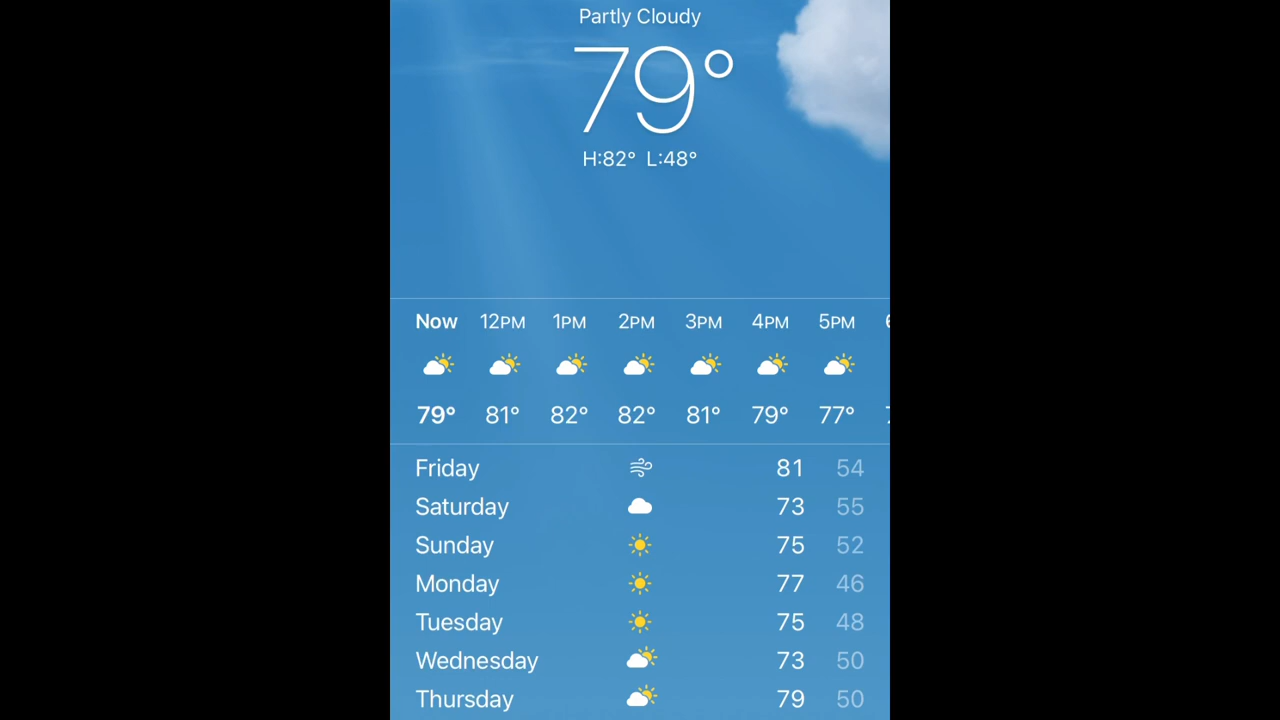 Partly Cloudy
79°
H:82° L:48°
Now 12PM 1PM 2PM 3PM 4PM 5PM
79° 81° 82° 82° 81° 79° 77°
Friday 81 54
Saturday 73 55
Sunday 75 52
Monday 77 46
Tuesday 75 48
Wednesday 73 50
Thursday 79 50